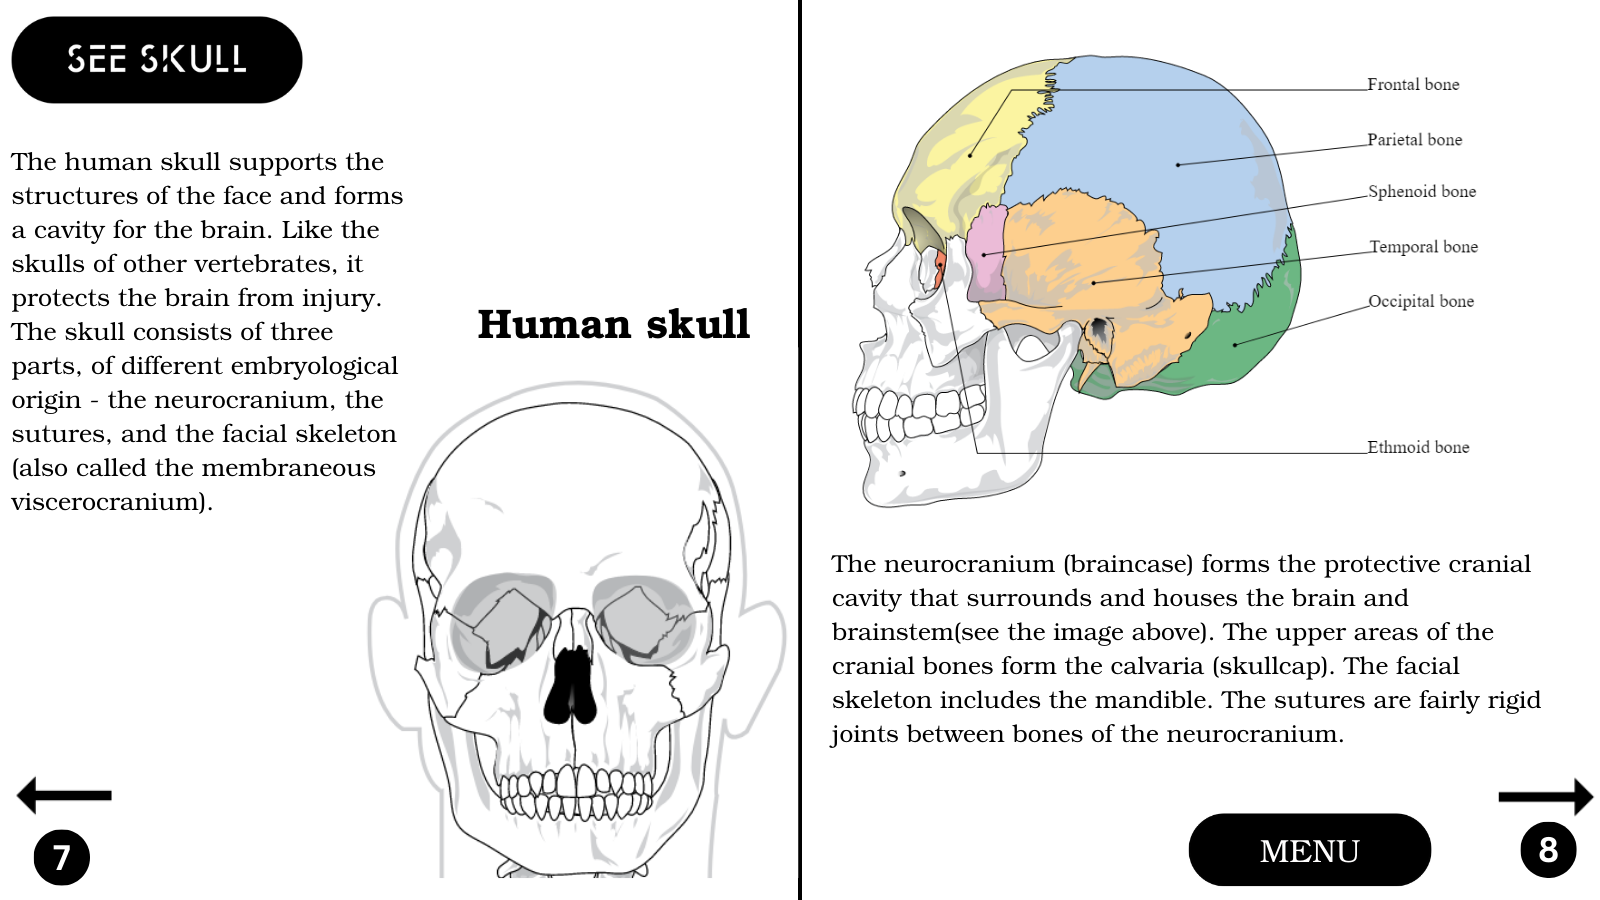 SEE SKULL
The human skull supports the
structures of the face and forms
a cavity for the brain. Like the
skulls of other vertebrates, it
protects the brain from injury.
The skull consists of three
parts, of different embryological
origin - the neurocranium, the
sutures, and the facial skeleton
(also called the membraneous
viscerocranium).
Human skull
7
Frontal bone
Parietal bone
Sphenoid bone
Temporal bone
Occipital bone
Ethmoid bone
The neurocranium (braincase) forms the protective cranial
cavity that surrounds and houses the brain and
brainstem(see the image above). The upper areas of the
cranial bones form the calvaria (skullcap). The facial
skeleton includes the mandible. The sutures are fairly rigid
joints between bones of the neurocranium.
MENU
8